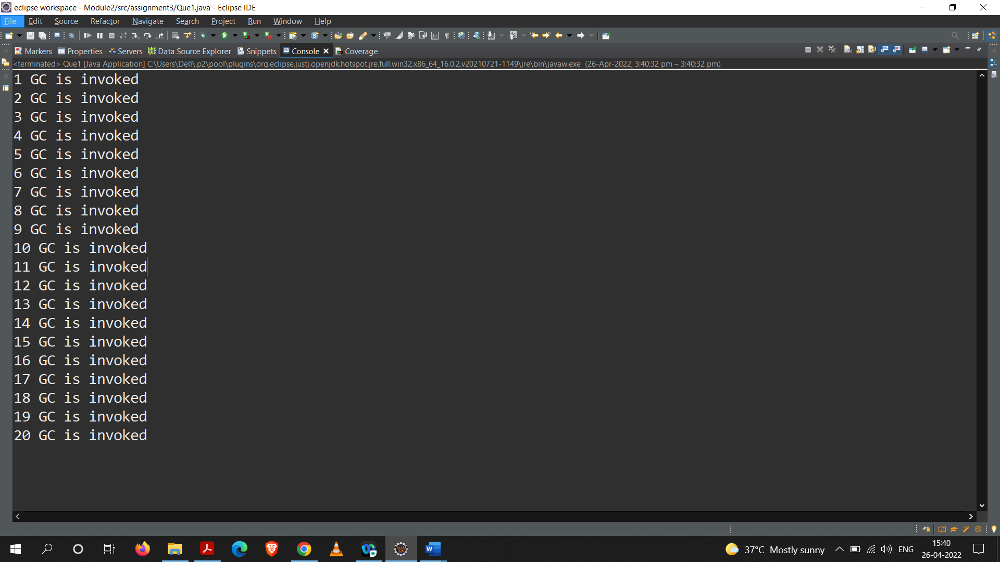 eclipse workspace - Module2/src/assignment3/Que1.java - Eclipse IDE
File Edit Source Refactor Navigate Search Project Run Window Help
Markers Properties Servers Data Source Explorer Snippets Console Coverage
<terminated> Que1 [Java Application] C:\Users\Dell\.p2\pool\plugins\org.eclipse.justj.openjdk.hotspot.jre.full.win32.x86_64_16.0.2.v20210721-1149\jre\bin\javaw.exe (26-Apr-2022, 3:40:32 pm – 3:40:32 pm)
1 GC is invoked
2 GC is invoked
3 GC is invoked
4 GC is invoked
5 GC is invoked
6 GC is invoked
7 GC is invoked
8 GC is invoked
9 GC is invoked
10 GC is invoked
11 GC is invoked
12 GC is invoked
13 GC is invoked
14 GC is invoked
15 GC is invoked
16 GC is invoked
17 GC is invoked
18 GC is invoked
19 GC is invoked
20 GC is invoked
37°C Mostly sunny ENG
15:40
26-04-2022